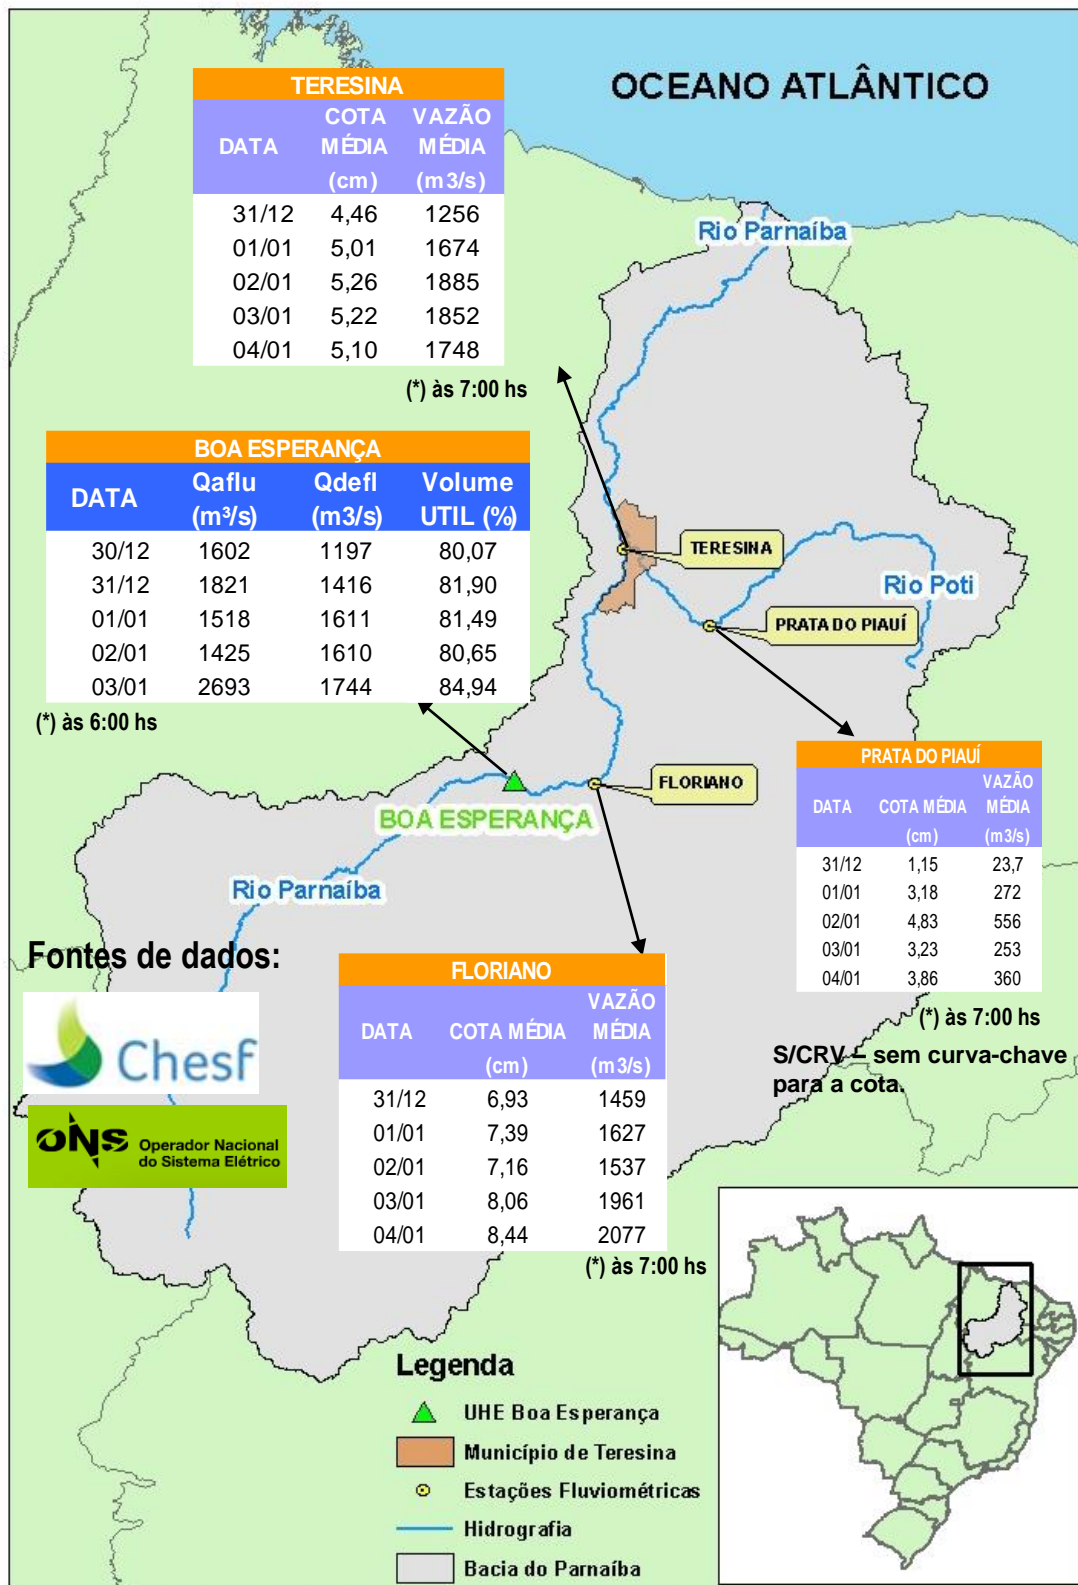 OCEANO ATLÂNTICO
TERESINA
DATA COTA MÉDIA (cm) VAZÃO MÉDIA (m3/s)
31/12 4,46 1256
01/01 5,01 1674
02/01 5,26 1885
03/01 5,22 1852
04/01 5,10 1748
(*) às 7:00 hs
Rio Parnaíba
BOA ESPERANÇA
DATA Qaflu (m³/s) Qdefl (m3/s) Volume UTIL (%)
30/12 1602 1197 80,07
31/12 1821 1416 81,90
01/01 1518 1611 81,49
02/01 1425 1610 80,65
03/01 2693 1744 84,94
(*) às 6:00 hs
TERESINA
Rio Poti
PRATA DO PIAUÍ
FLORIANO
BOA ESPERANÇA
Rio Parnaíba
PRATA DO PIAUÍ
DATA COTA MÉDIA (cm) VAZÃO MÉDIA (m3/s)
31/12 1,15 23,7
01/01 3,18 272
02/01 4,83 556
03/01 3,23 253
04/01 3,86 360
(*) às 7:00 hs
S/CRV – sem curva-chave
para a cota.
Fontes de dados:
Chesf
ONS Operador Nacional
do Sistema Elétrico
FLORIANO
DATA COTA MÉDIA (cm) VAZÃO MÉDIA (m3/s)
31/12 6,93 1459
01/01 7,39 1627
02/01 7,16 1537
03/01 8,06 1961
04/01 8,44 2077
(*) às 7:00 hs
Legenda
UHE Boa Esperança
Município de Teresina
Estações Fluviométricas
Hidrografia
Bacia do Parnaíba